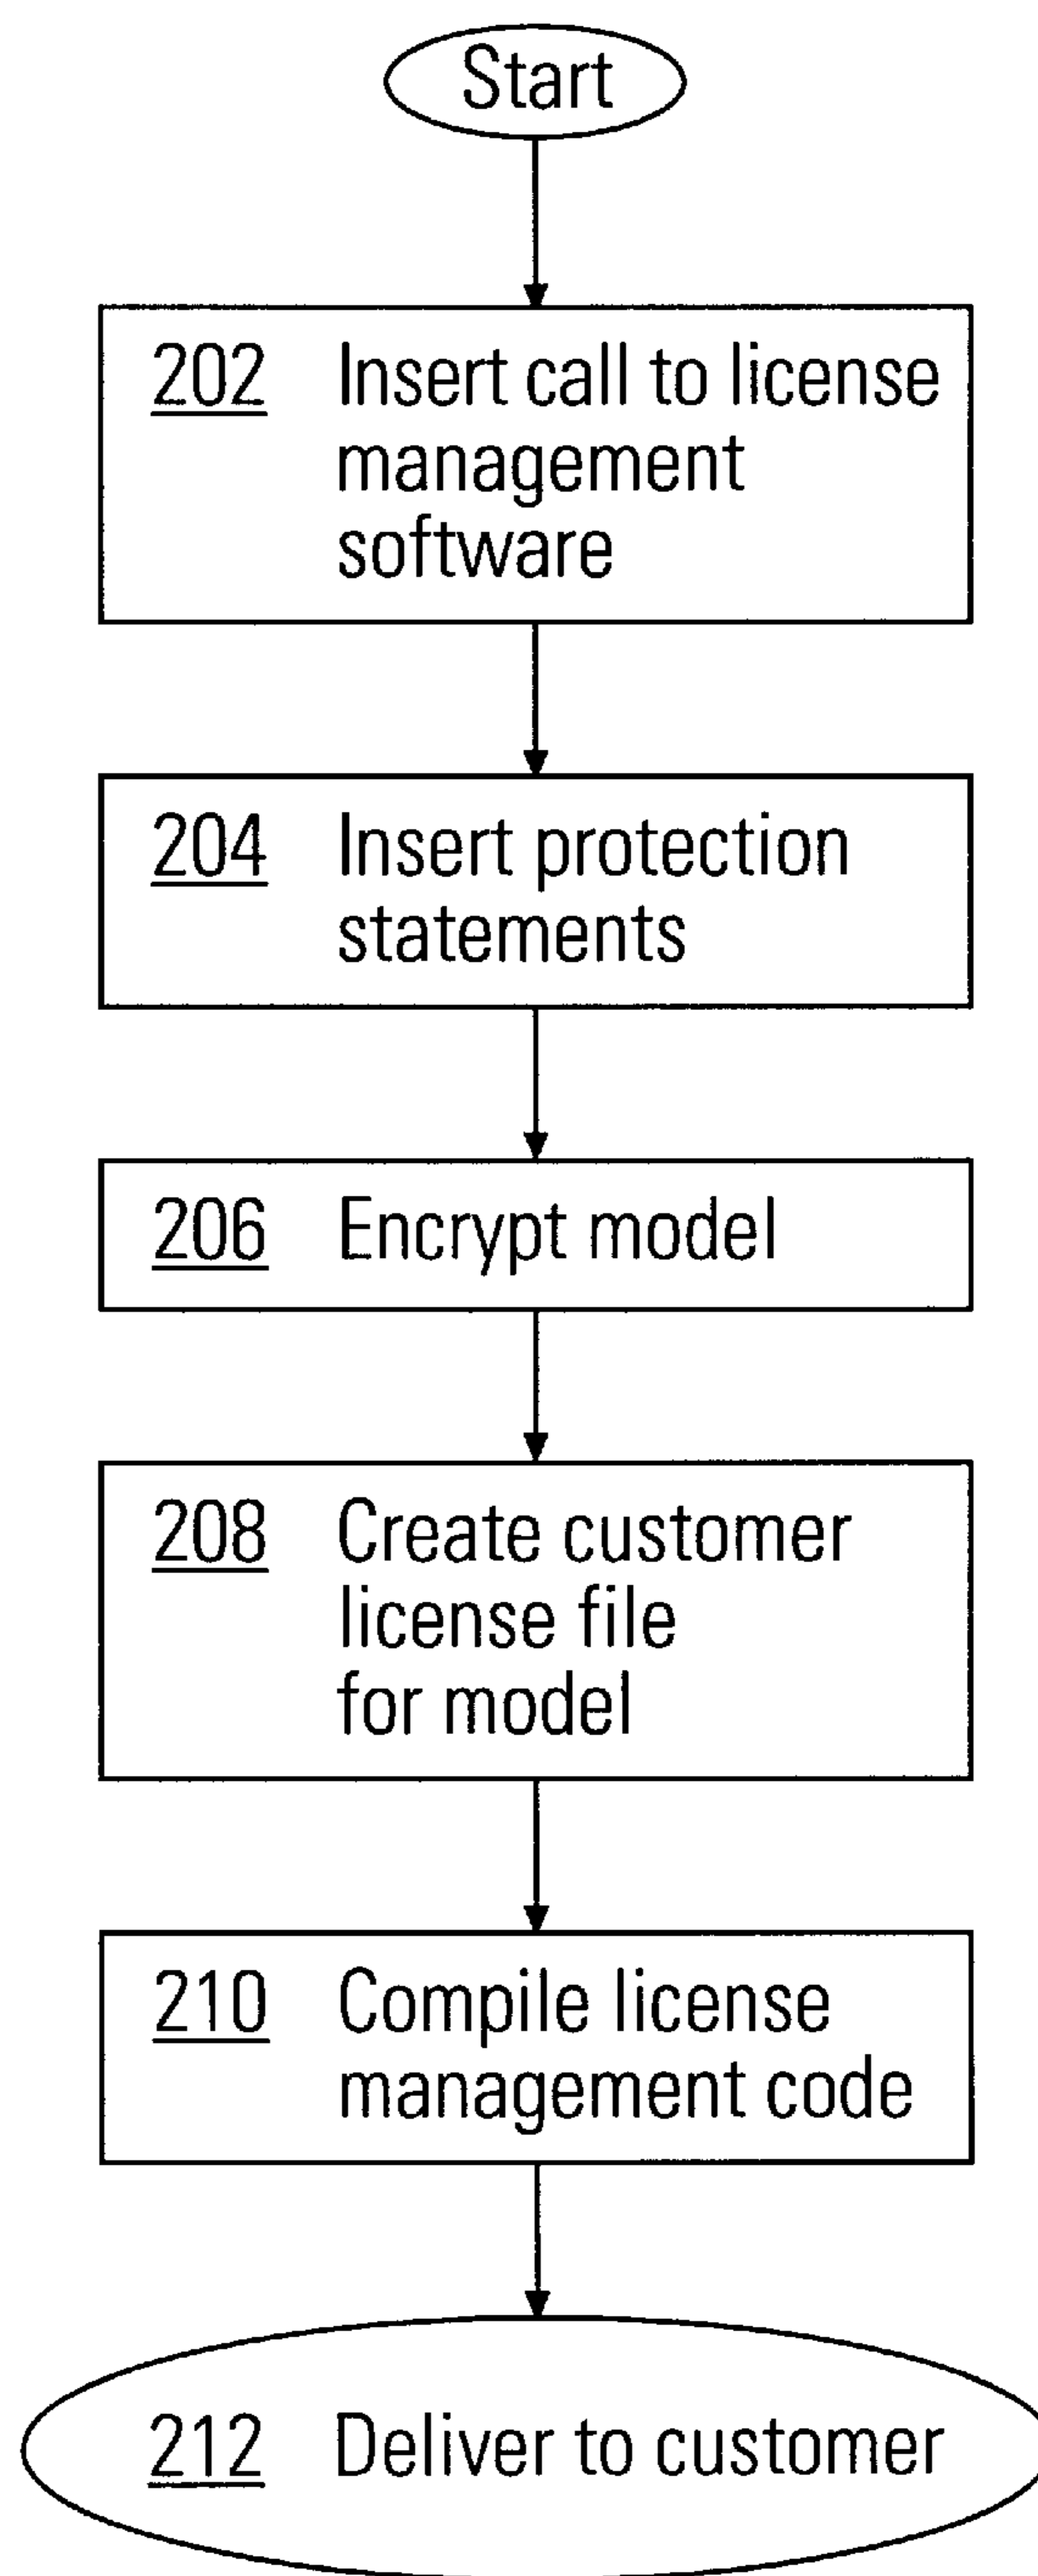 Start
202 Insert call to license
management
software
204 Insert protection
statements
206 Encrypt model
208 Create customer
license file
for model
210 Compile license
management code
212 Deliver to customer